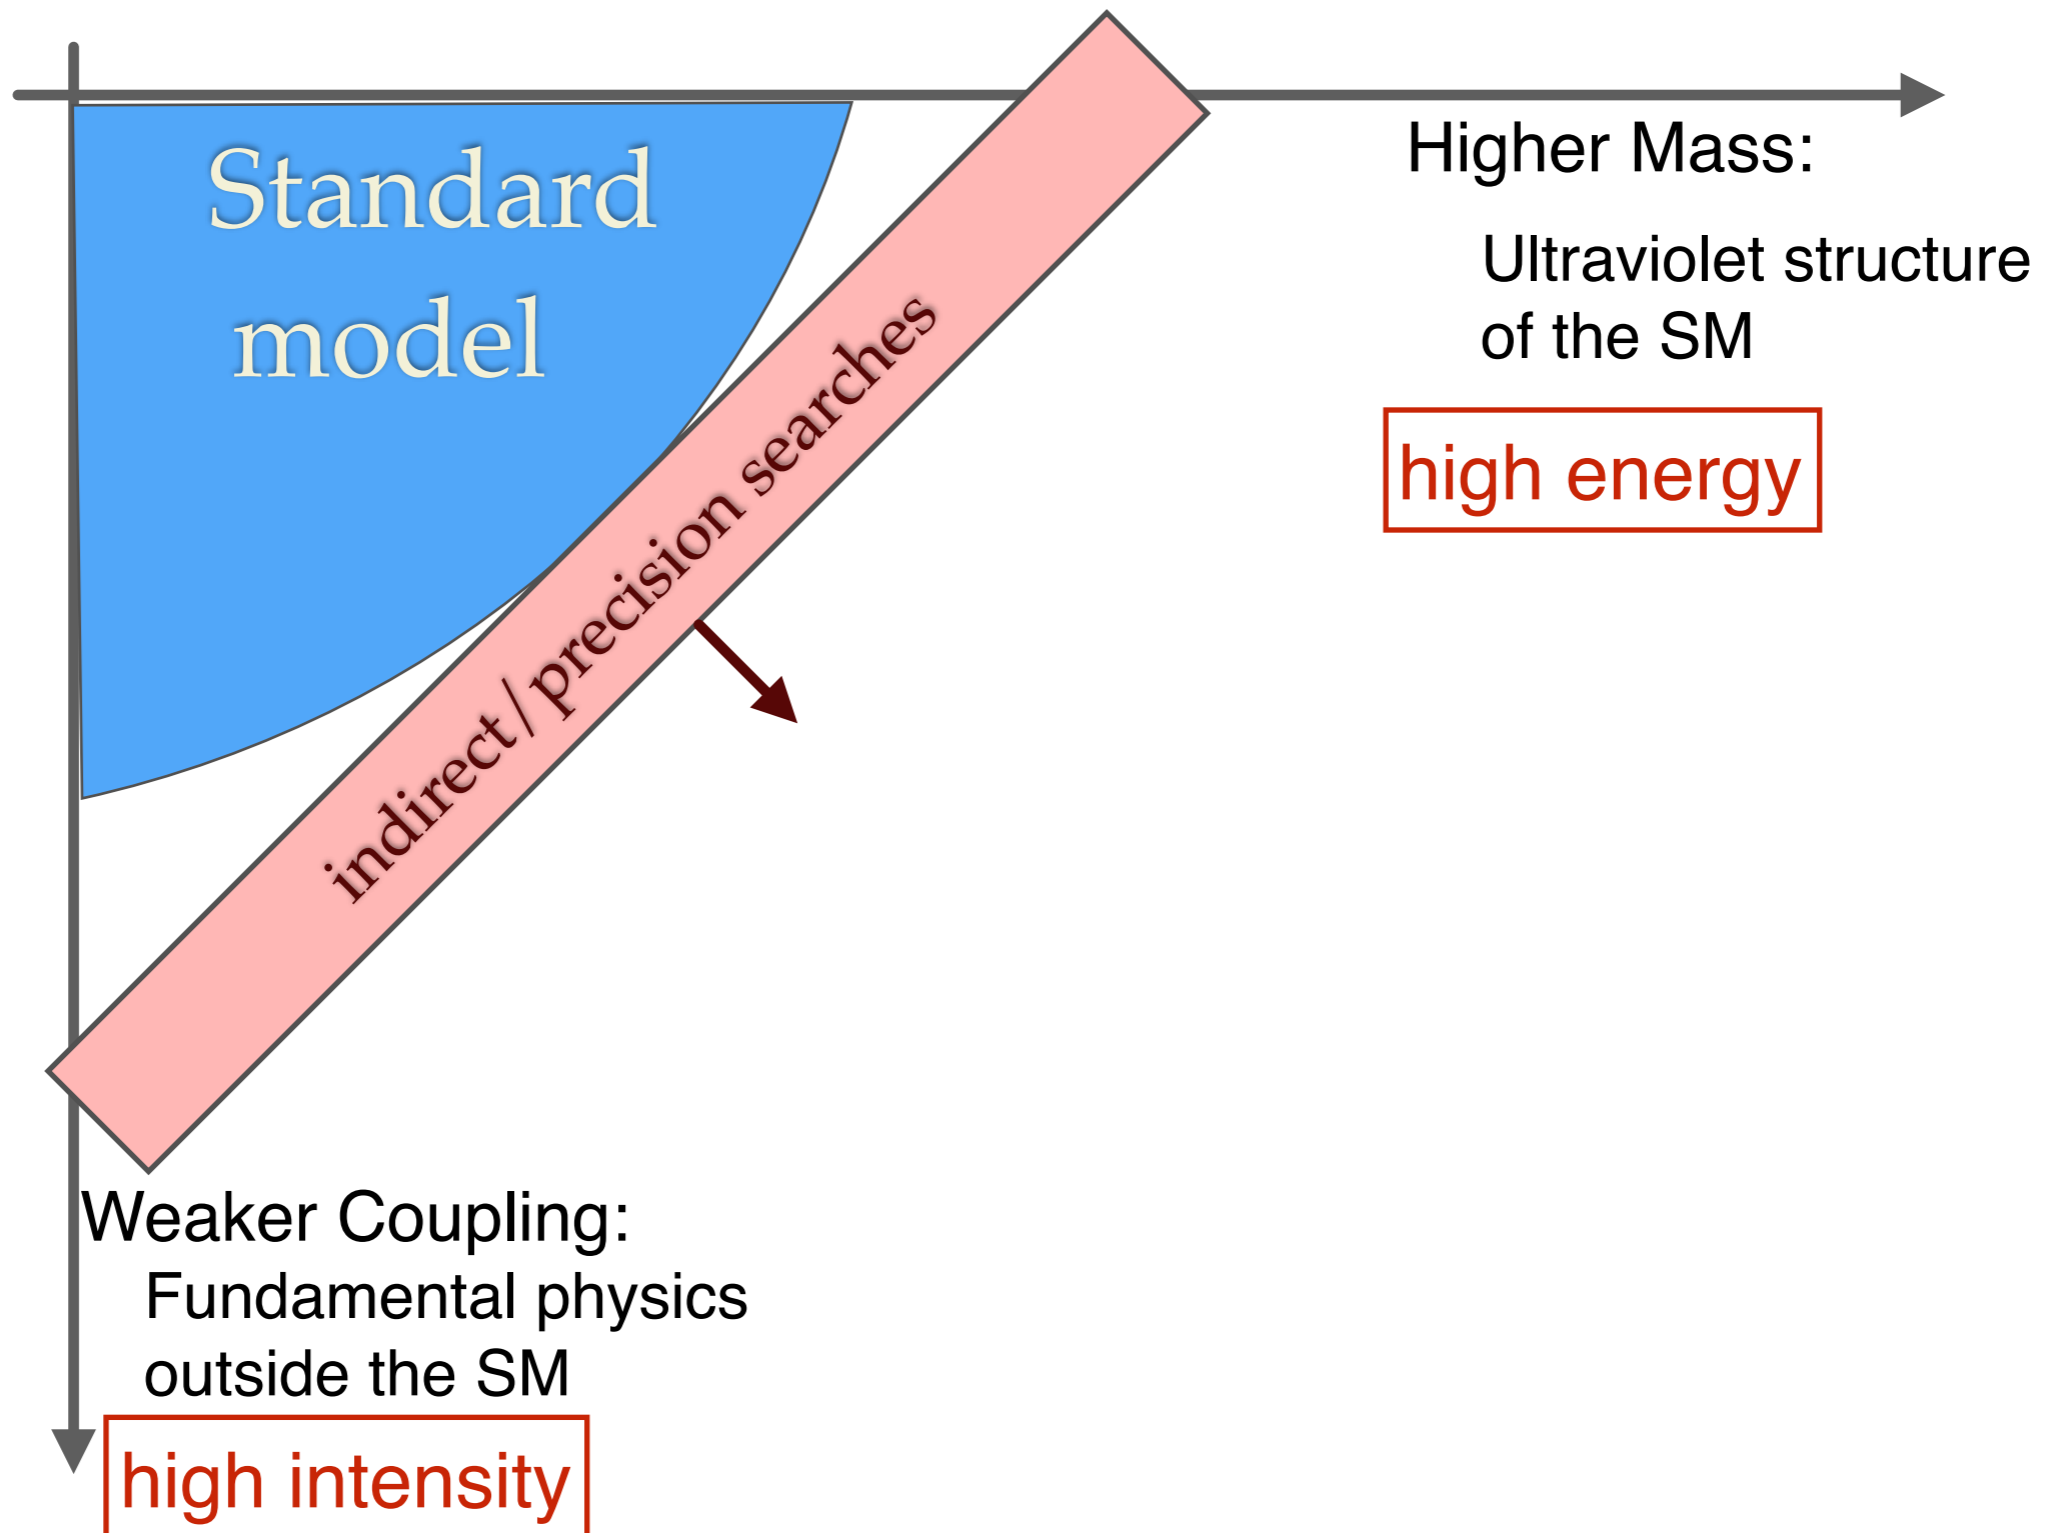 Standard
model
Higher Mass:
Ultraviolet structure
of the SM
high energy
indirect/ precision searches
Weaker Coupling:
Fundamental physics
outside the SM
high intensity